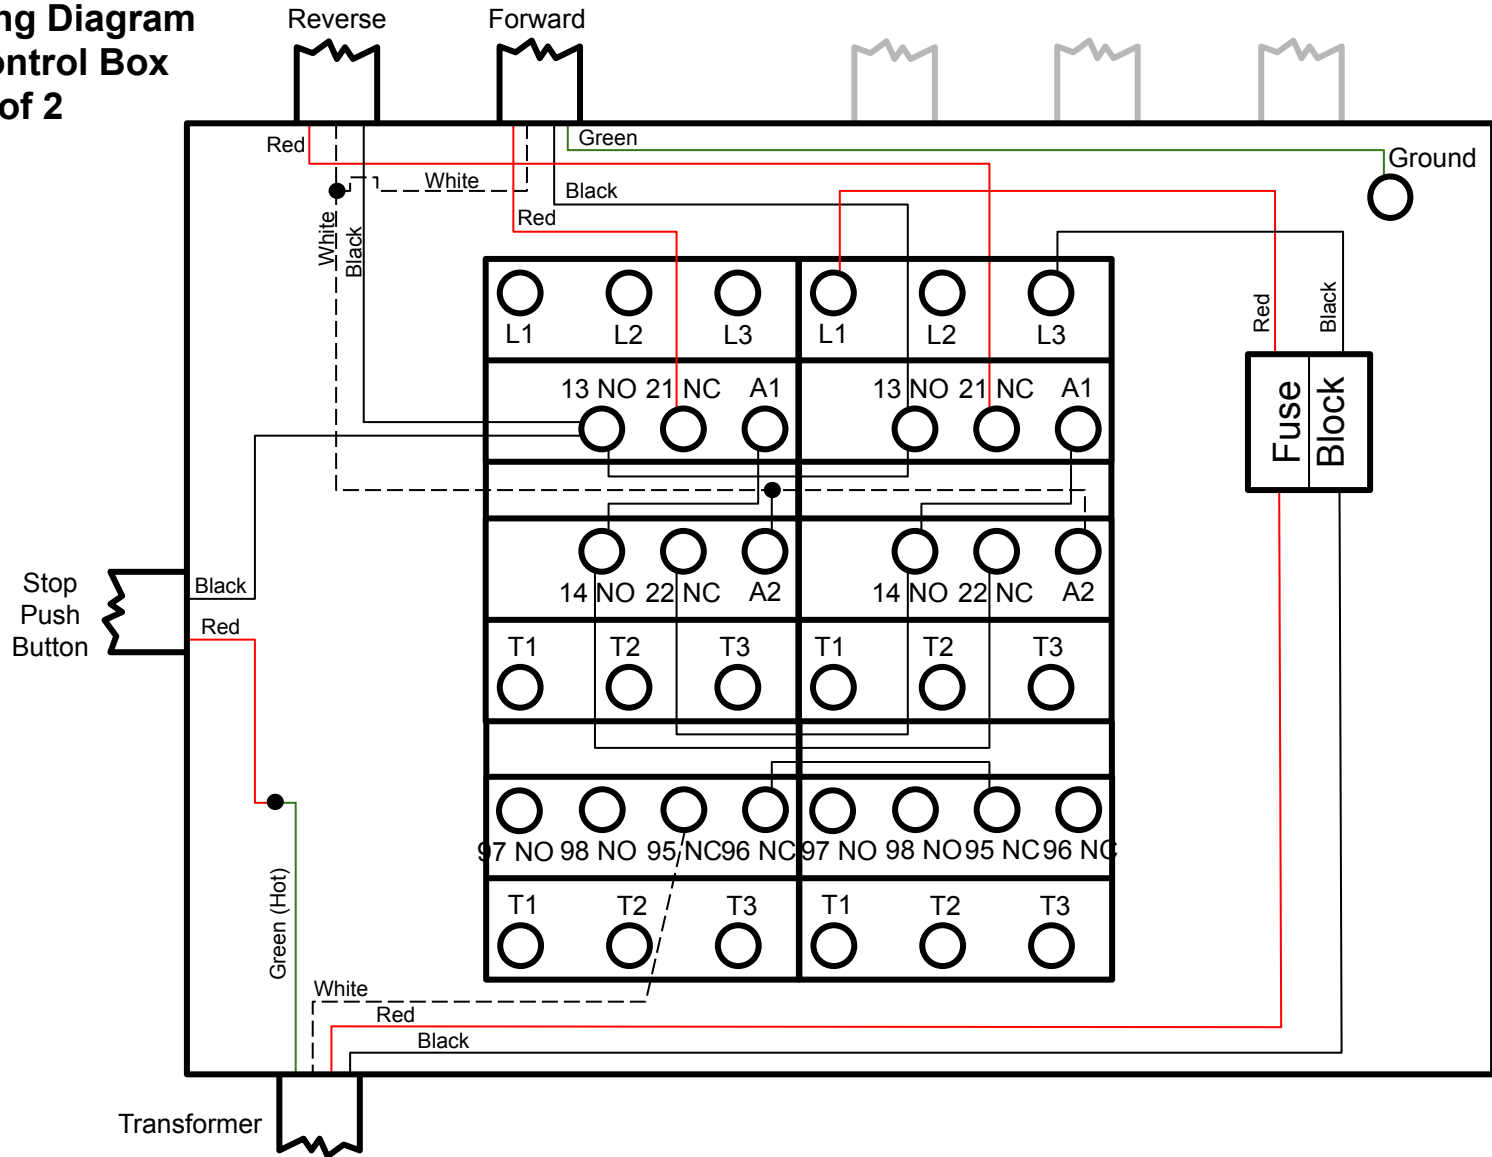 ng Diagram
ontrol Box
of 2
Reverse
Forward
Red
Green
Ground
White
Black
Red
White
Black
Red
Black
L1 L2 L3 L1 L2 L3
13 NO 21 NC A1 13 NO 21 NC A1
Fuse
Block
14 NO 22 NC A2 14 NO 22 NC A2
Stop
Push
Button
Black
Red
T1 T2 T3 T1 T2 T3
97 NO 98 NO 95 NC 96 NC 97 NO 98 NO 95 NC 96 NC
T1 T2 T3 T1 T2 T3
Green (Hot)
White
Red
Black
Transformer